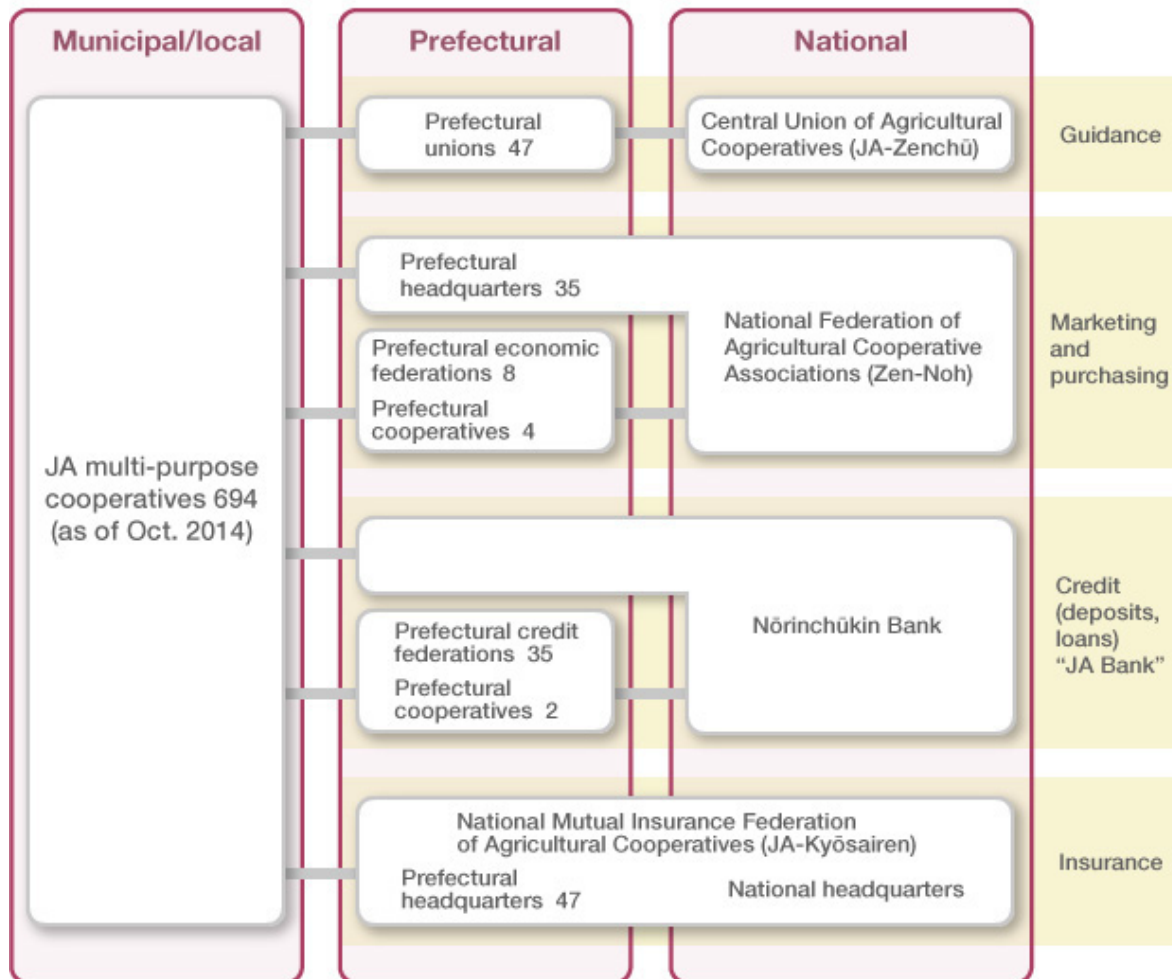 Municipal/local
Prefectural
National
JA multi-purpose
cooperatives 694
(as of Oct. 2014)
Prefectural
unions 47
Central Union of Agricultural
Cooperatives (JA-Zenchū)
Guidance
Prefectural
headquarters 35
Prefectural economic
federations 8
Prefectural
cooperatives 4
National Federation of
Agricultural Cooperative
Associations (Zen-Noh)
Marketing
and
purchasing
Prefectural credit
federations 35
Prefectural
cooperatives 2
Nōrinchūkin Bank
Credit
(deposits,
loans)
“JA Bank”
National Mutual Insurance Federation
of Agricultural Cooperatives (JA-Kyōsairen)
Prefectural
headquarters 47
National headquarters
Insurance